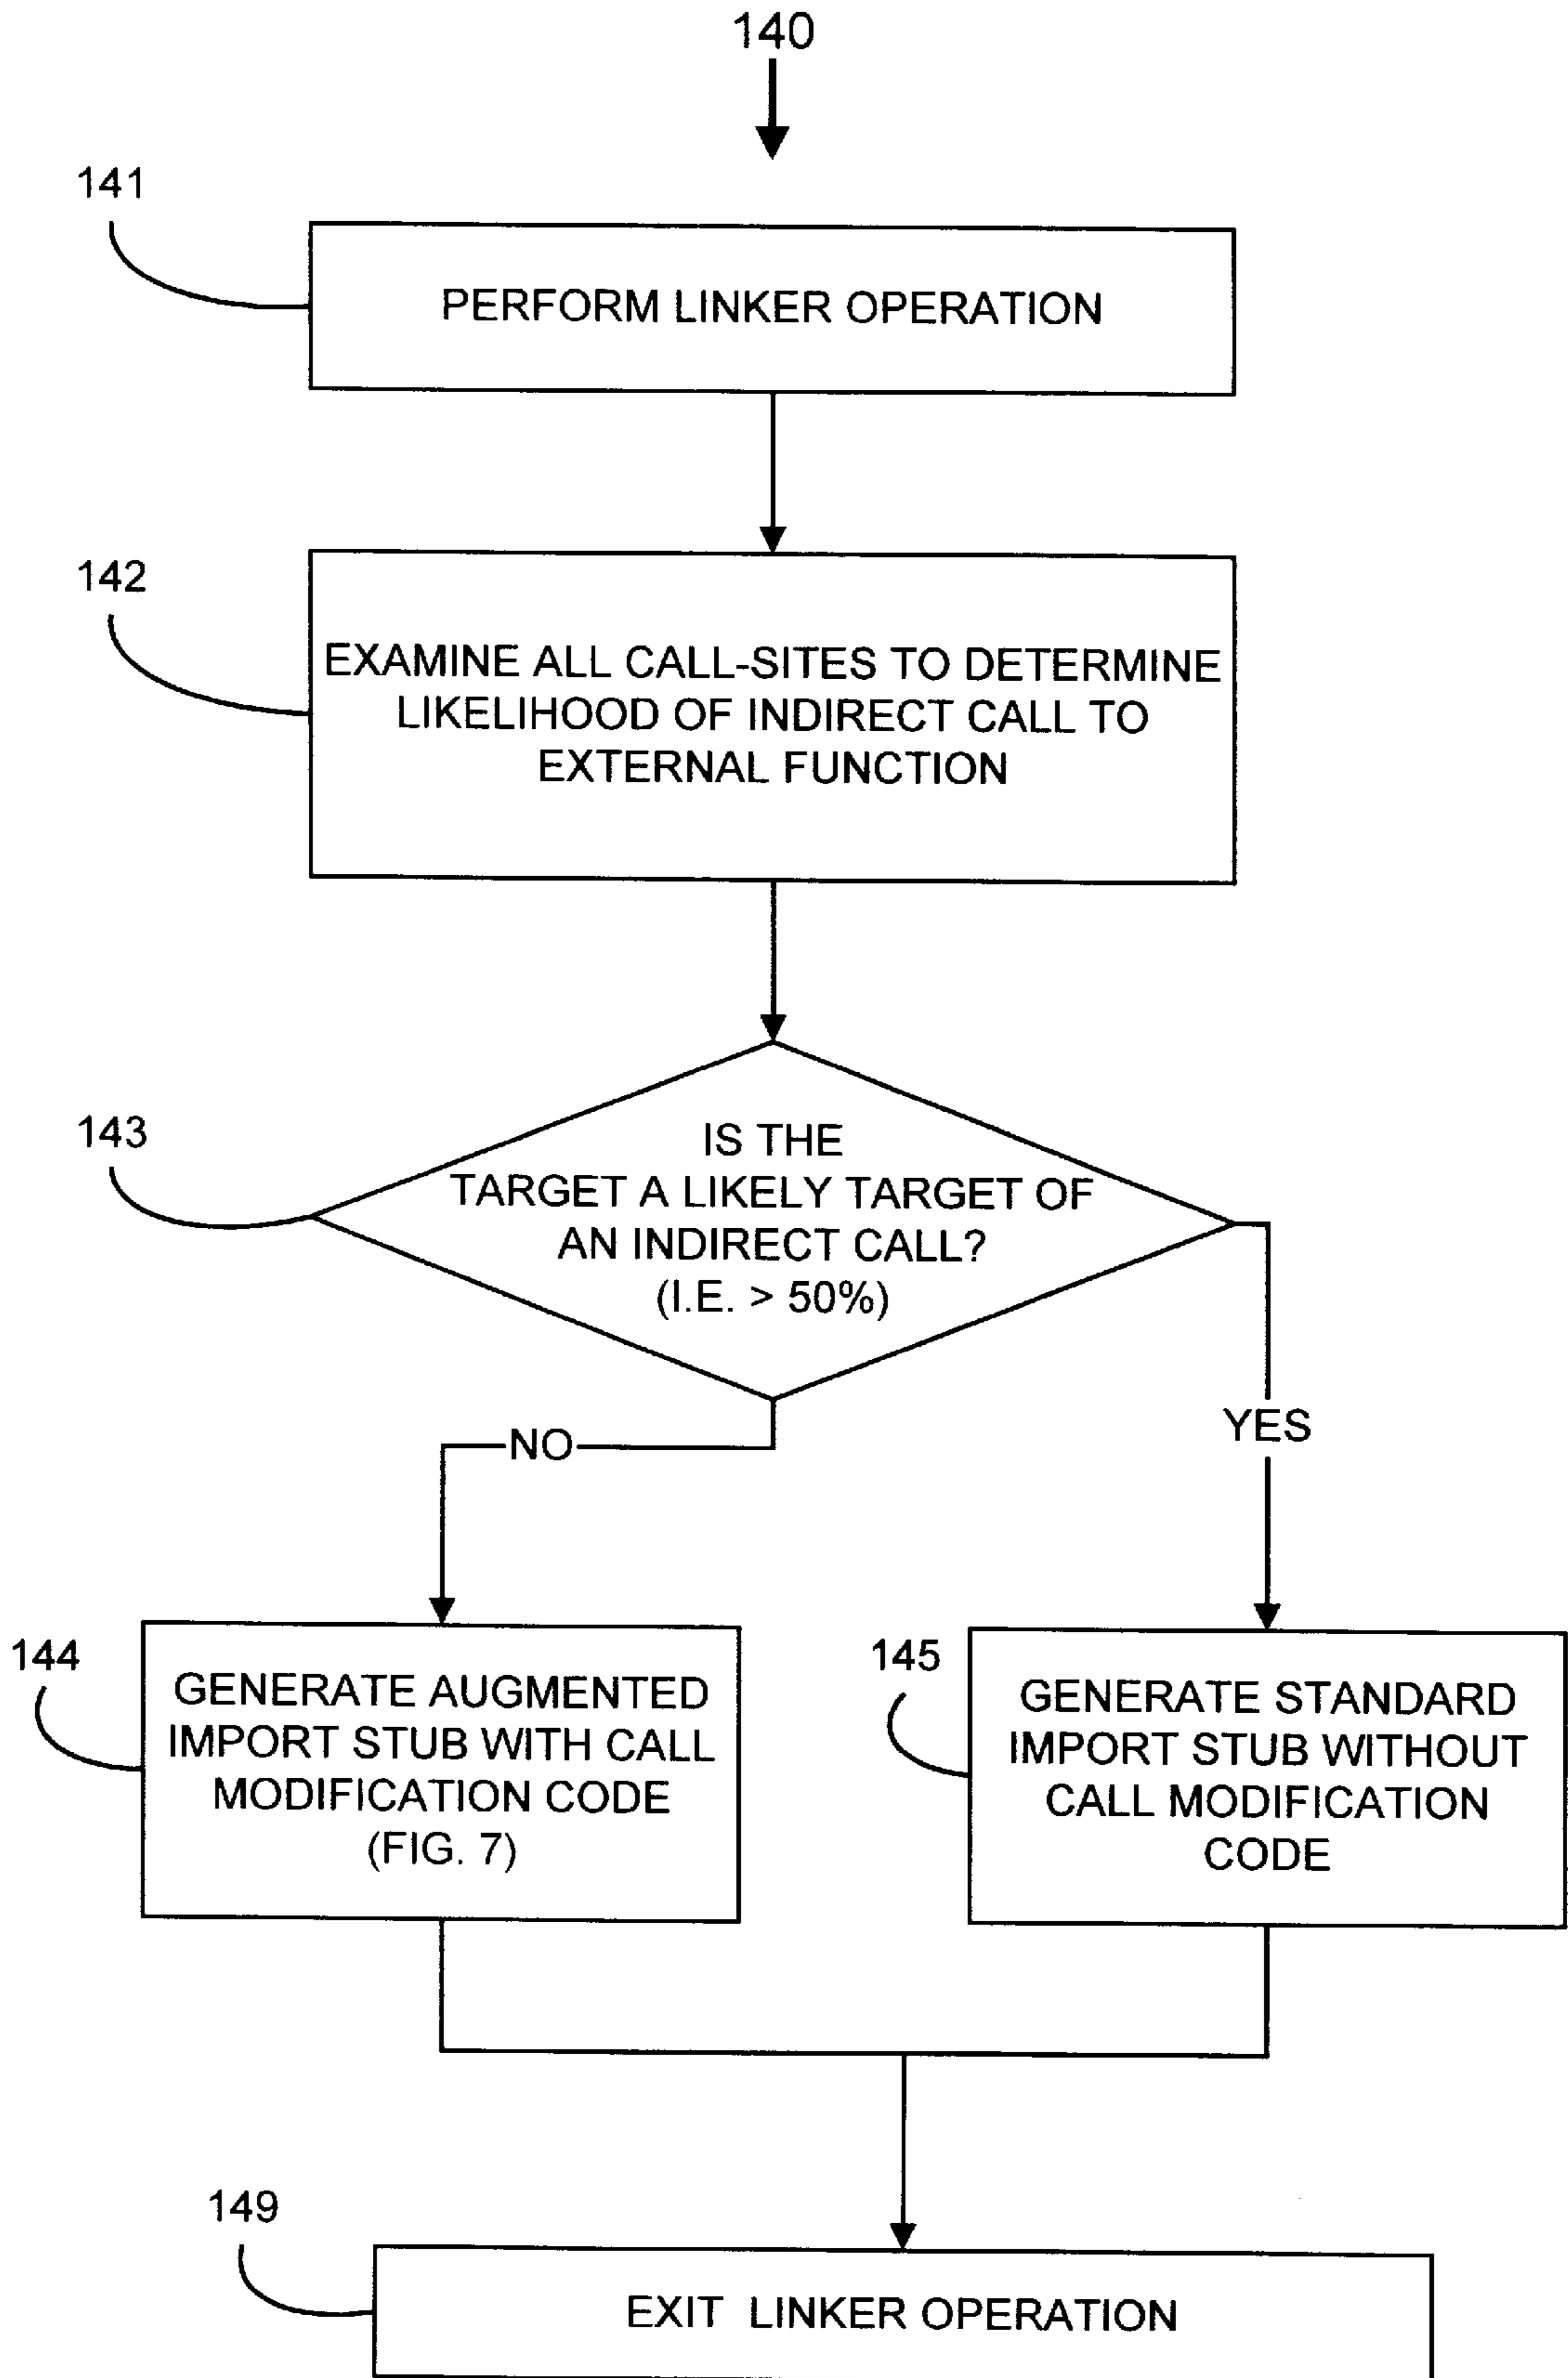 140
141
PERFORM LINKER OPERATION
142
EXAMINE ALL CALL-SITES TO DETERMINE
LIKELIHOOD OF INDIRECT CALL TO
EXTERNAL FUNCTION
143
IS THE
TARGET A LIKELY TARGET OF
AN INDIRECT CALL?
(I.E. > 50%)
NO
YES
144
GENERATE AUGMENTED
IMPORT STUB WITH CALL
MODIFICATION CODE
(FIG. 7)
145
GENERATE STANDARD
IMPORT STUB WITHOUT
CALL MODIFICATION
CODE
149
EXIT LINKER OPERATION